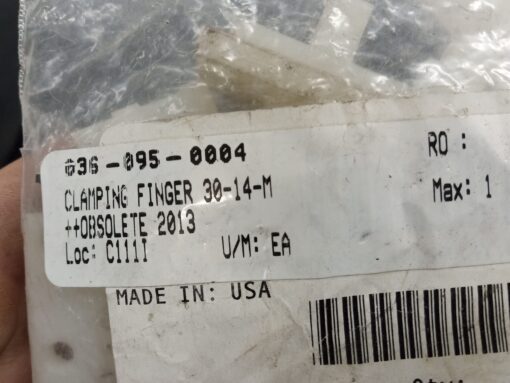 036-095-0004
RO :
CLAMPING FINGER 30-14-M
Max: 1
++OBSOLETE 2013
Loc: C111I
U/M: EA
MADE IN: USA